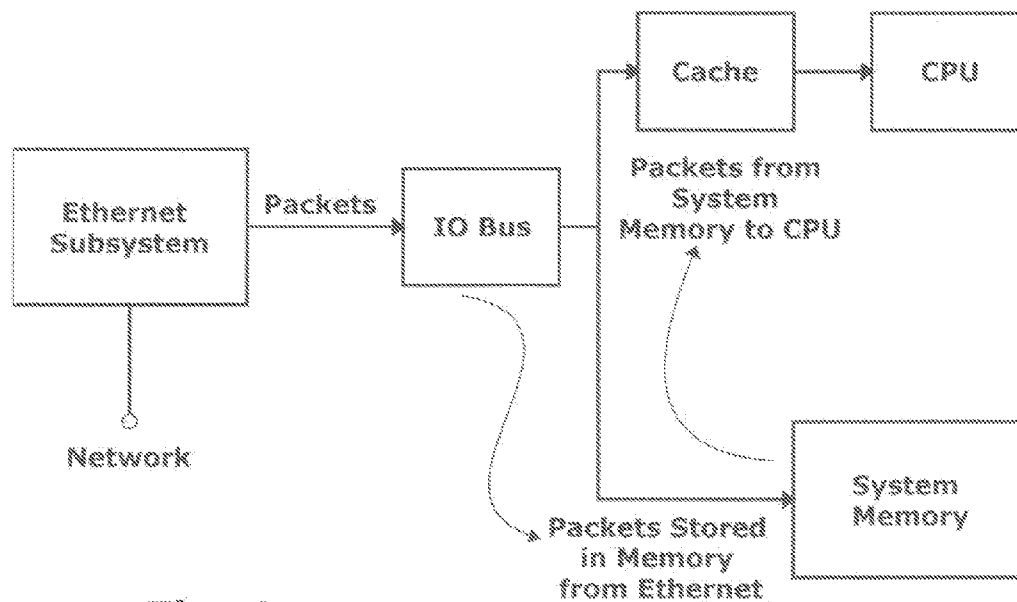 Cache
CPU
Ethernet
Subsystem
Packets
IO Bus
Packets from
System
Memory to CPU
Network
System
Memory
Packets Stored
in Memory
from Ethernet